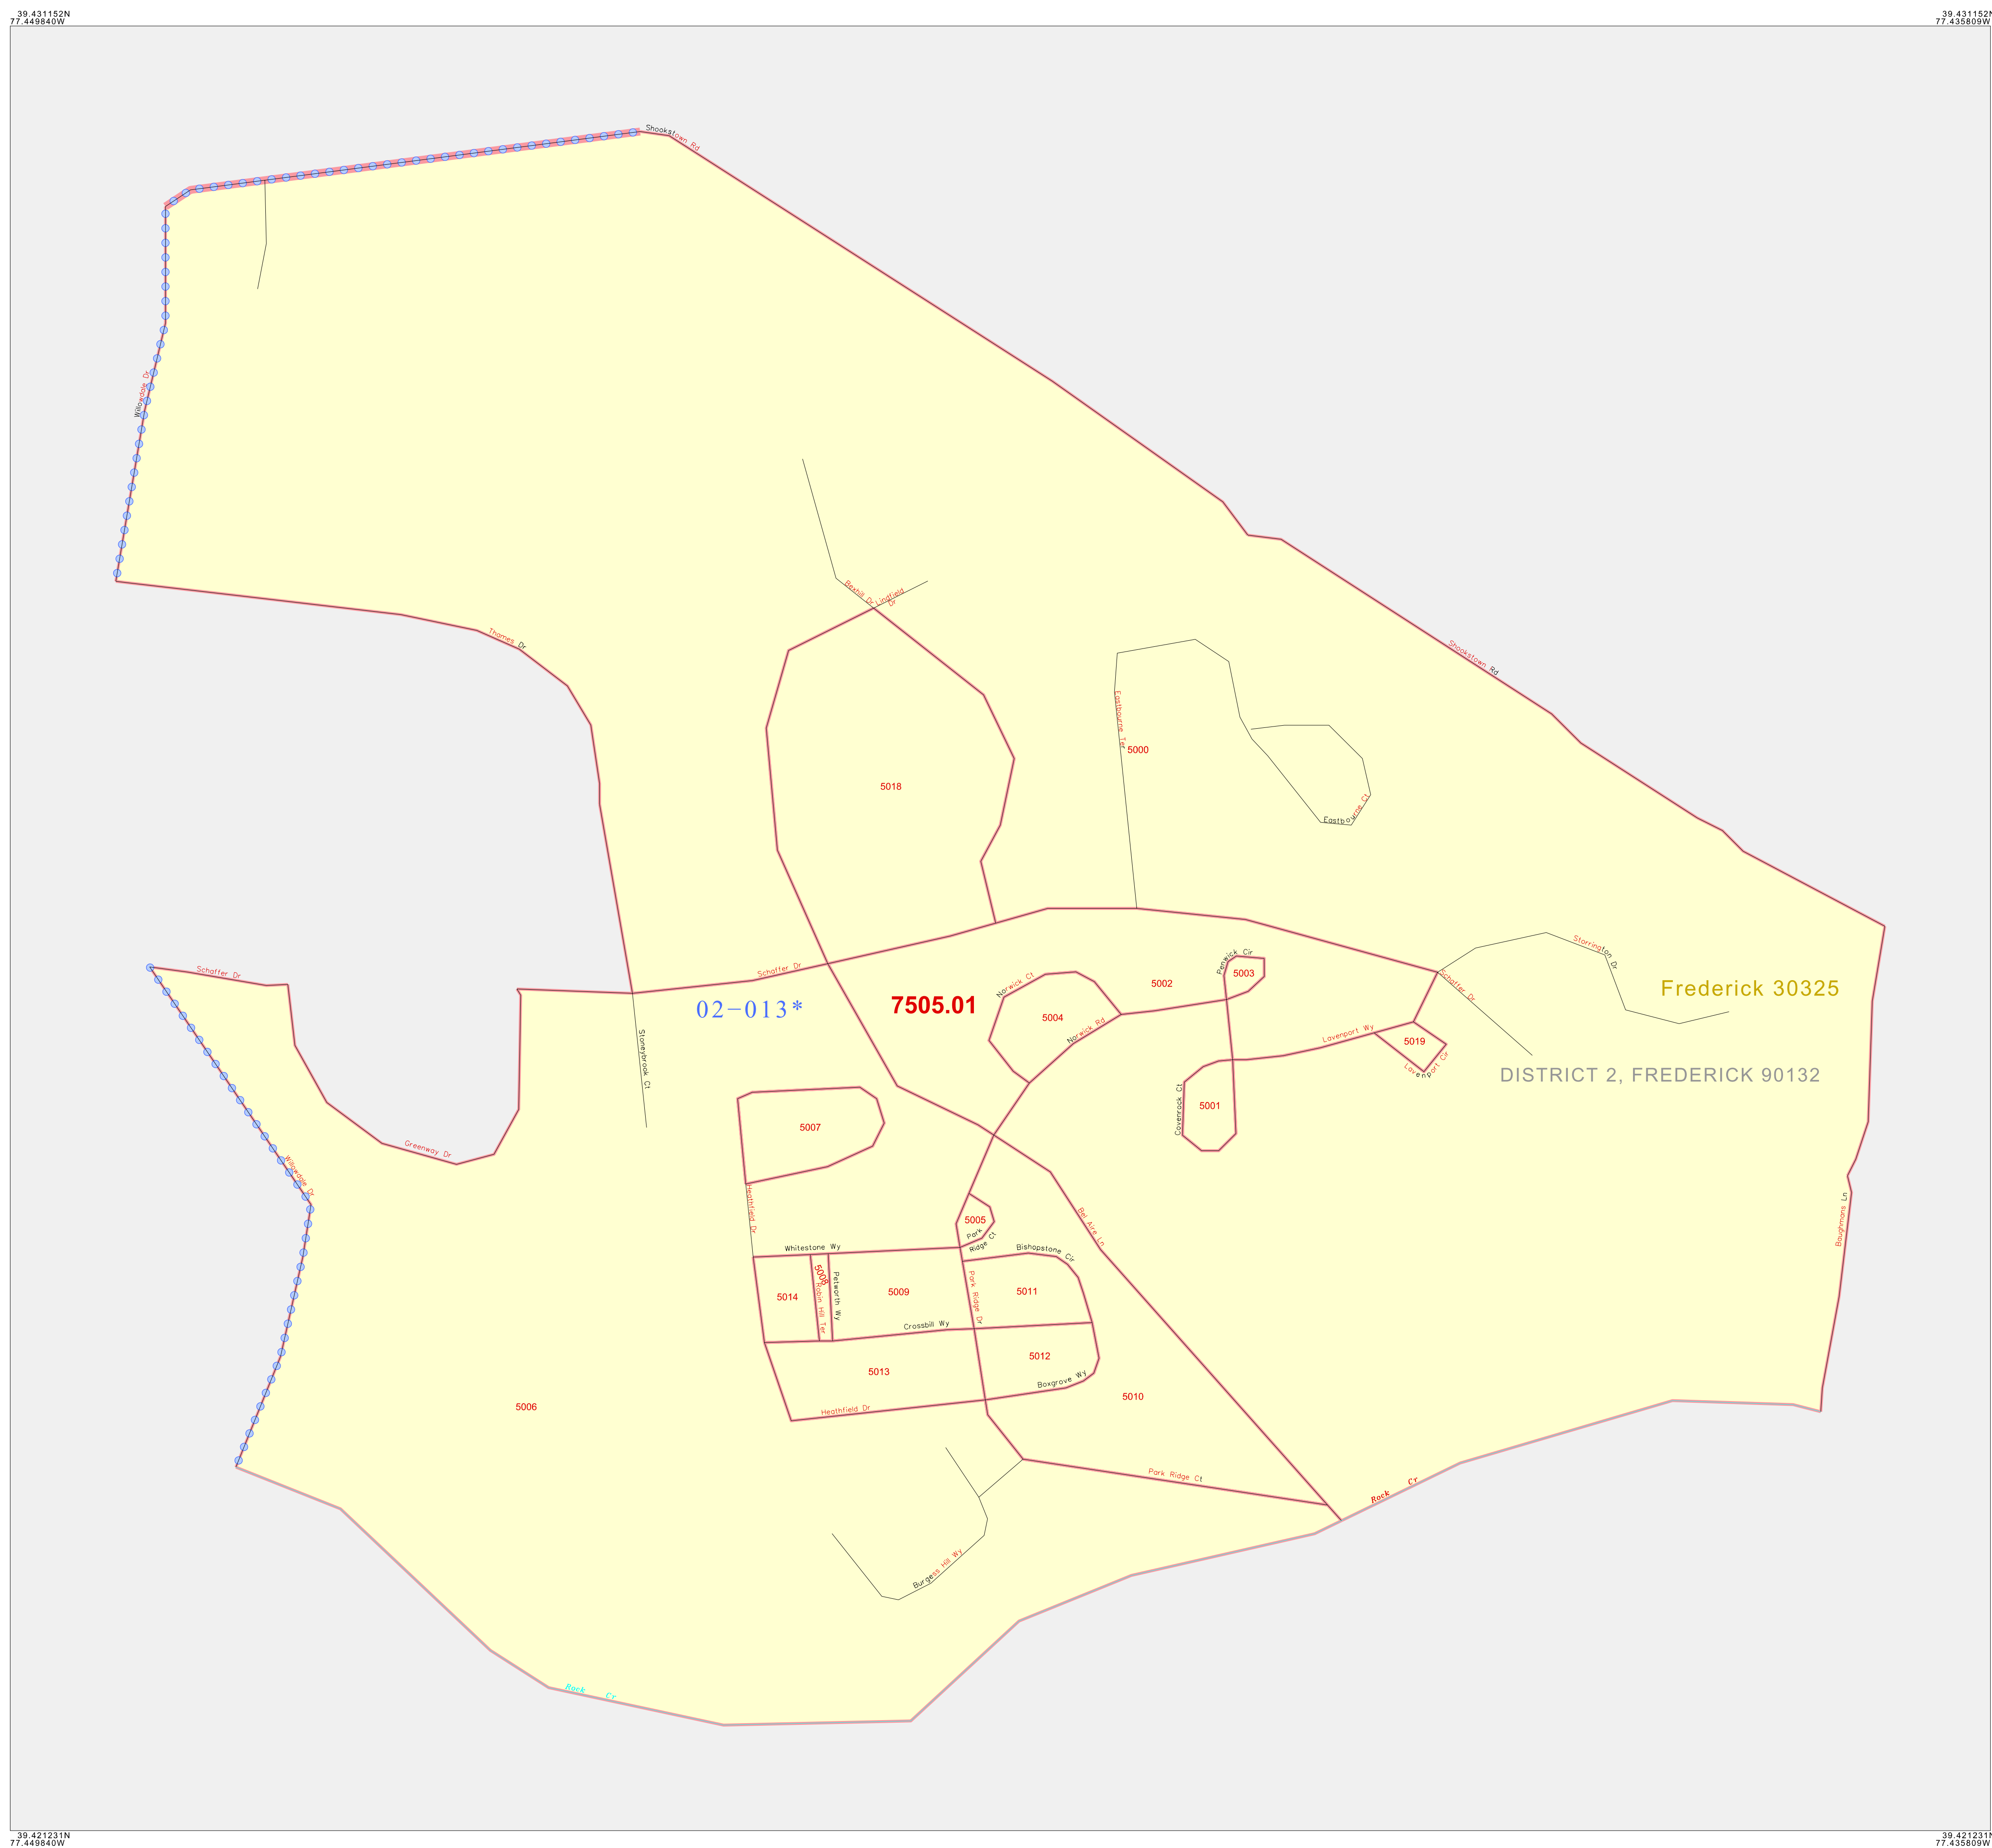 39.431152N
77.449840W
39.431152N
77.435809W
Shookstown Rd
Willowdale Dr
Bexhill Dr
Lingfield
Dr
Thames Dr
Shookstown Rd
Eastbourne Ter
5000
5018
Eastbourne Ct
Storrington Dr
Penwick Cir
Schaffer Dr
Schaffer Dr
Schaffer Dr
5003
5002
Norwick Ct
Frederick 30325
02-013*
7505.01
5004
Norwick Rd
Lavenport Wy
5019
Lavenport Cir
Stoneybrook Ct
DISTRICT 2, FREDERICK 90132
Covenrock Ct
5001
5007
Greenway Dr
Willowdale Dr
Heathfield Dr
5005
Park
Ridge Ct
Bel Aire Ln
Baughmans Ln
Whitestone Wy
Bishopstone Cir
5008
Robin Hill Ter
Petworth Wy
5014
5009
Park Ridge Dr
5011
Crossbill Wy
5012
5013
Boxgrove Wy
5010
5006
Heathfield Dr
Park Ridge Ct
Rock Cr
Burgess Hill Wy
Rock Cr
39.421231N
77.449840W
39.421231N
77.435809W